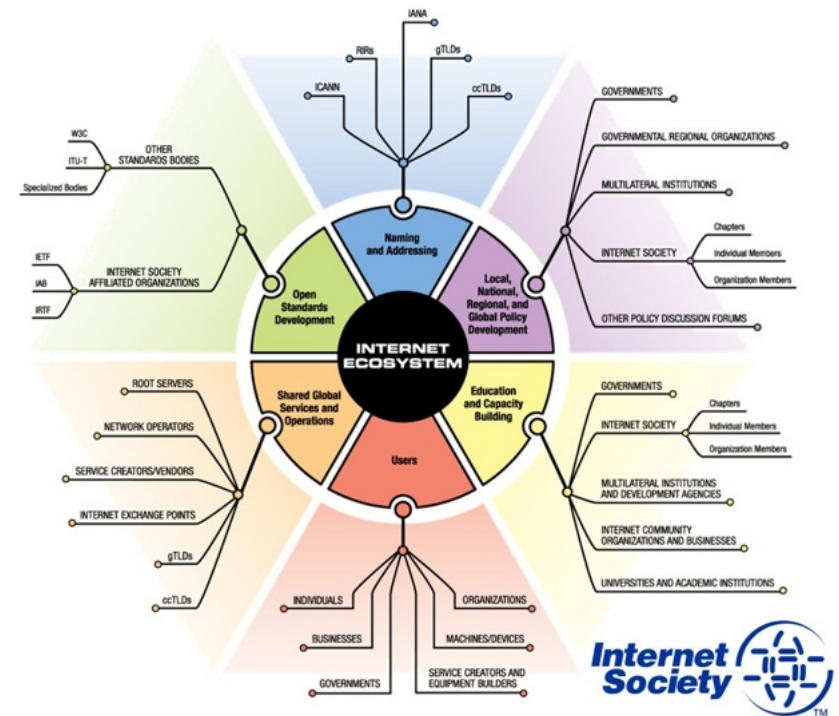 IANA
RIRs
gTLDs
ICANN
ccTLDs
W3C
ITU-T
Specialized Bodies
OTHER
STANDARDS BODIES
IETF
IAB
IRTF
INTERNET SOCIETY
AFFILIATED ORGANIZATIONS
GOVERNMENTS
GOVERNMENTAL REGIONAL ORGANIZATIONS
MULTILATERAL INSTITUTIONS
INTERNET SOCIETY
Chapters
Individual Members
Organization Members
OTHER POLICY DISCUSSION FORUMS
Naming
and Addressing
Open
Standards
Development
Local,
National,
Regional, and
Global Policy
Development
INTERNET
ECOSYSTEM
Shared Global
Services and
Operations
Education
and Capacity
Building
Users
ROOT SERVERS
NETWORK OPERATORS
SERVICE CREATORS/VENDORS
INTERNET EXCHANGE POINTS
gTLDs
ccTLDs
GOVERNMENTS
INTERNET SOCIETY
Chapters
Individual Members
Organization Members
MULTILATERAL INSTITUTIONS
AND DEVELOPMENT AGENCIES
INTERNET COMMUNITY
ORGANIZATIONS AND BUSINESSES
UNIVERSITIES AND ACADEMIC INSTITUTIONS
INDIVIDUALS
BUSINESSES
GOVERNMENTS
ORGANIZATIONS
MACHINES/DEVICES
SERVICE CREATORS AND
EQUIPMENT BUILDERS
Internet
Society
TM